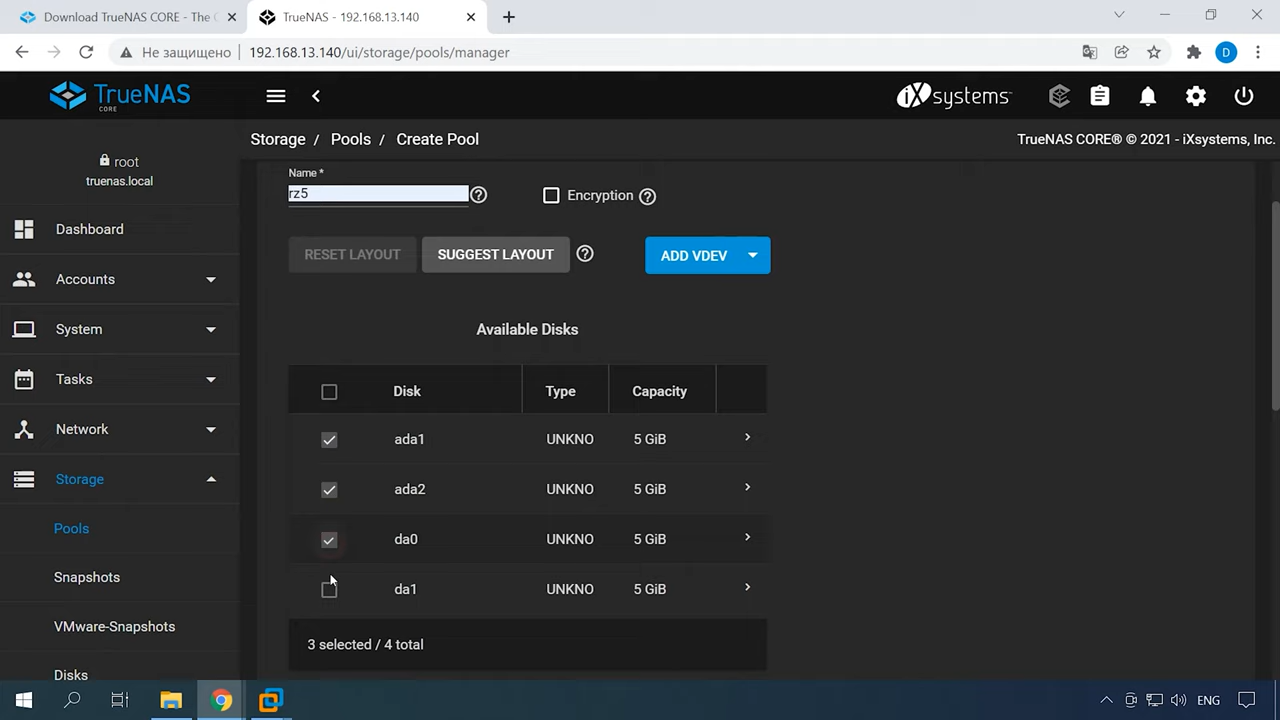 Download TrueNAS CORE - The C
TrueNAS - 192.168.13.140
Не защищено
192.168.13.140/ui/storage/pools/manager
D
TrueNAS
CORE
iXsystems
Storage / Pools / Create Pool
TrueNAS CORE® © 2021 - iXsystems, Inc.
root
truenas.local
Dashboard
Accounts
System
Tasks
Network
Storage
Pools
Snapshots
VMware-Snapshots
Disks
Name *
rz5
Encryption
RESET LAYOUT
SUGGEST LAYOUT
ADD VDEV
Available Disks
Disk Type Capacity
ada1 UNKNO 5 GiB
ada2 UNKNO 5 GiB
da0 UNKNO 5 GiB
da1 UNKNO 5 GiB
3 selected / 4 total
ENG